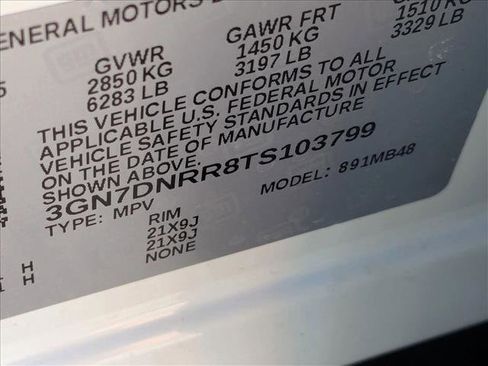 GENERAL MOTORS
GVWR GAWR FRT
2850 KG 1450 KG 1510 KG
6283 LB 3197 LB 3329 LB
THIS VEHICLE CONFORMS TO ALL
APPLICABLE U.S. FEDERAL MOTOR
VEHICLE SAFETY STANDARDS IN EFFECT
ON THE DATE OF MANUFACTURE
SHOWN ABOVE.
3GN7DNRR8TS103799
TYPE: MPV MODEL: 891MB48
RIM
H 21X9J
H 21X9J
NONE